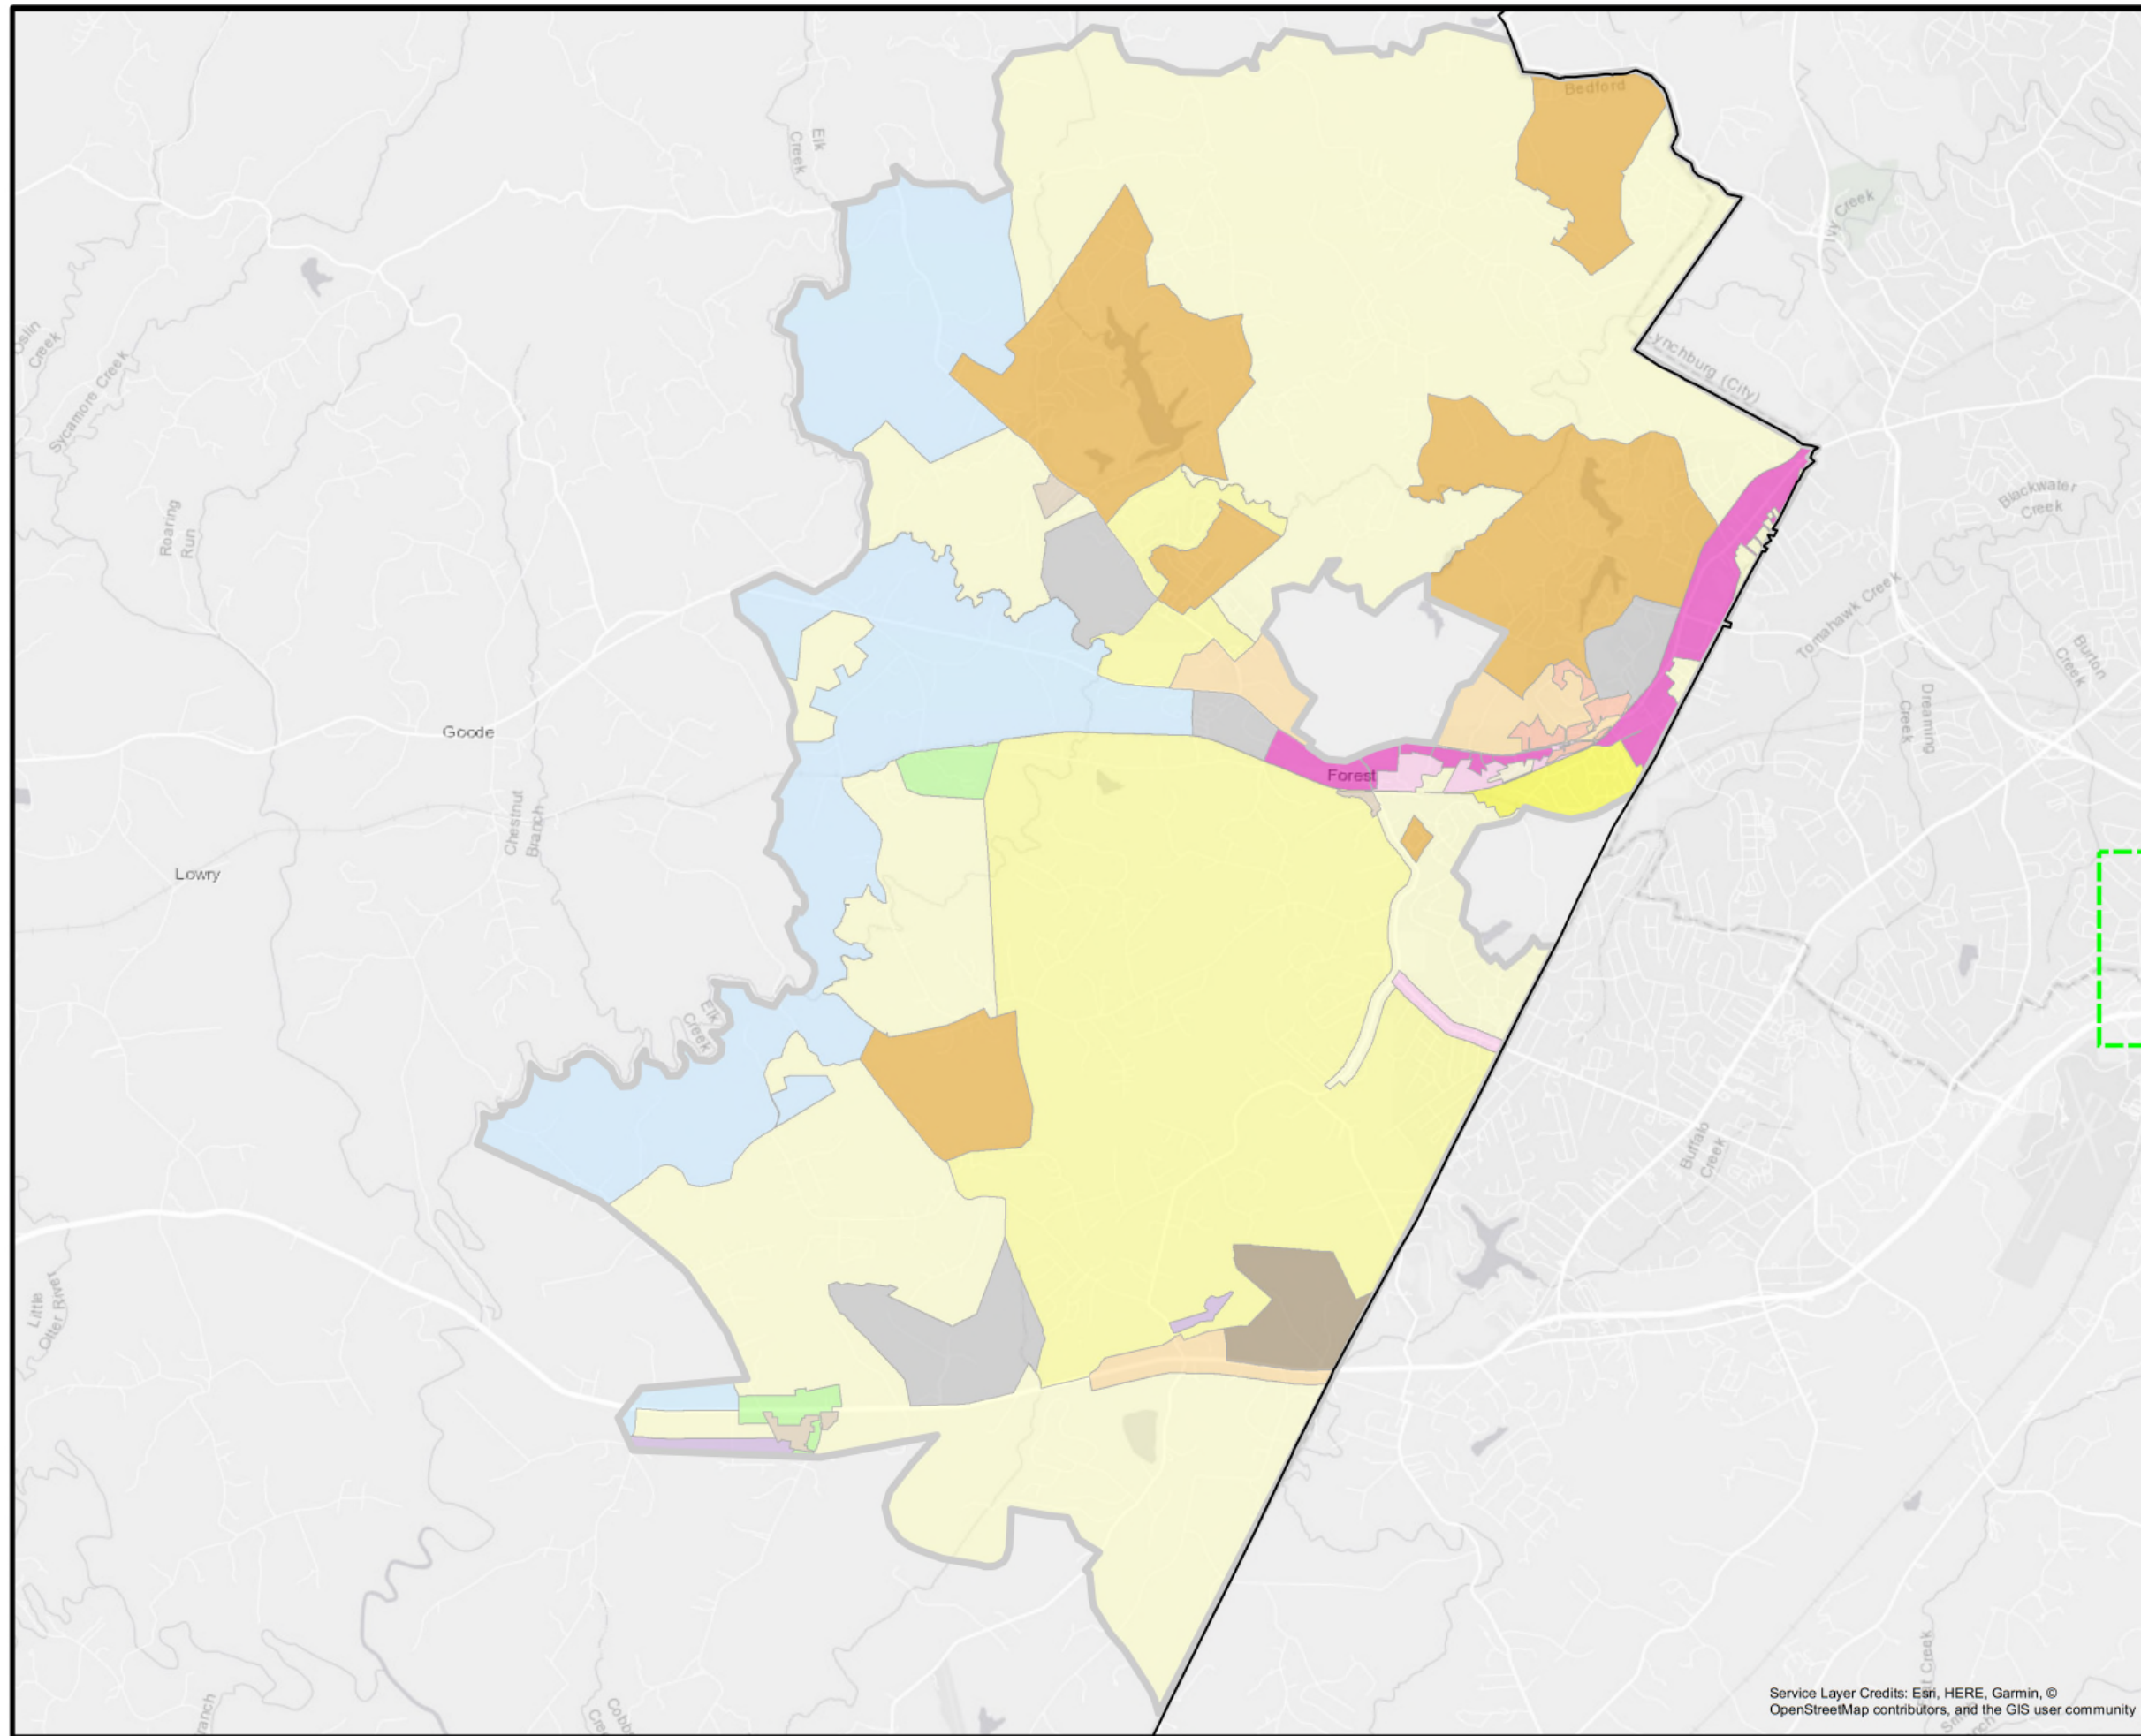 Bedford
Elk
Creek
Ivy Creek
Creek
Sycamore Creek
Lynchburg (City)
Roaring
Run
Blackwater
Creek
Tomahawk Creek
Burton
Creek
Dreaming
Creek
Goode
Forest
Chestnut
Branch
Lowry
Elk
Creek
Buffalo
Creek
Little
Otter River
Creek
Service Layer Credits: Esri, HERE, Garmin, ©
OpenStreetMap contributors, and the GIS user community